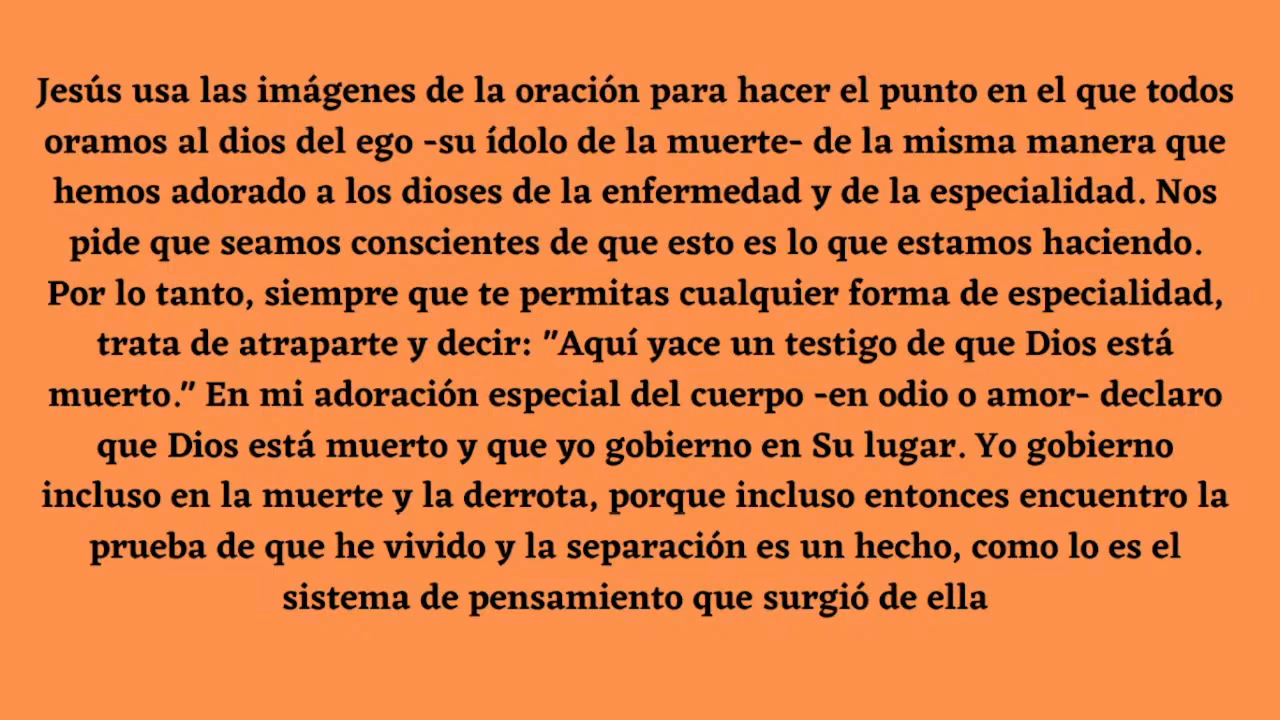 Jesús usa las imágenes de la oración para hacer el punto en el que todos
oramos al dios del ego -su ídolo de la muerte- de la misma manera que
hemos adorado a los dioses de la enfermedad y de la especialidad. Nos
pide que seamos conscientes de que esto es lo que estamos haciendo.
Por lo tanto, siempre que te permitas cualquier forma de especialidad,
trata de atraparte y decir: "Aquí yace un testigo de que Dios está
muerto." En mi adoración especial del cuerpo -en odio o amor- declaro
que Dios está muerto y que yo gobierno en Su lugar. Yo gobierno
incluso en la muerte y la derrota, porque incluso entonces encuentro la
prueba de que he vivido y la separación es un hecho, como lo es el
sistema de pensamiento que surgió de ella